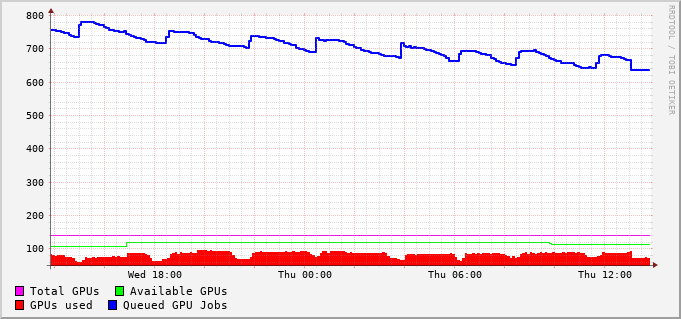 800
700
600
500
400
300
200
100
Wed 18:00 Thu 00:00 Thu 06:00 Thu 12:00
Total GPUs Available GPUs
GPUs used Queued GPU Jobs
RRDTOOL / TOBI OETIKER